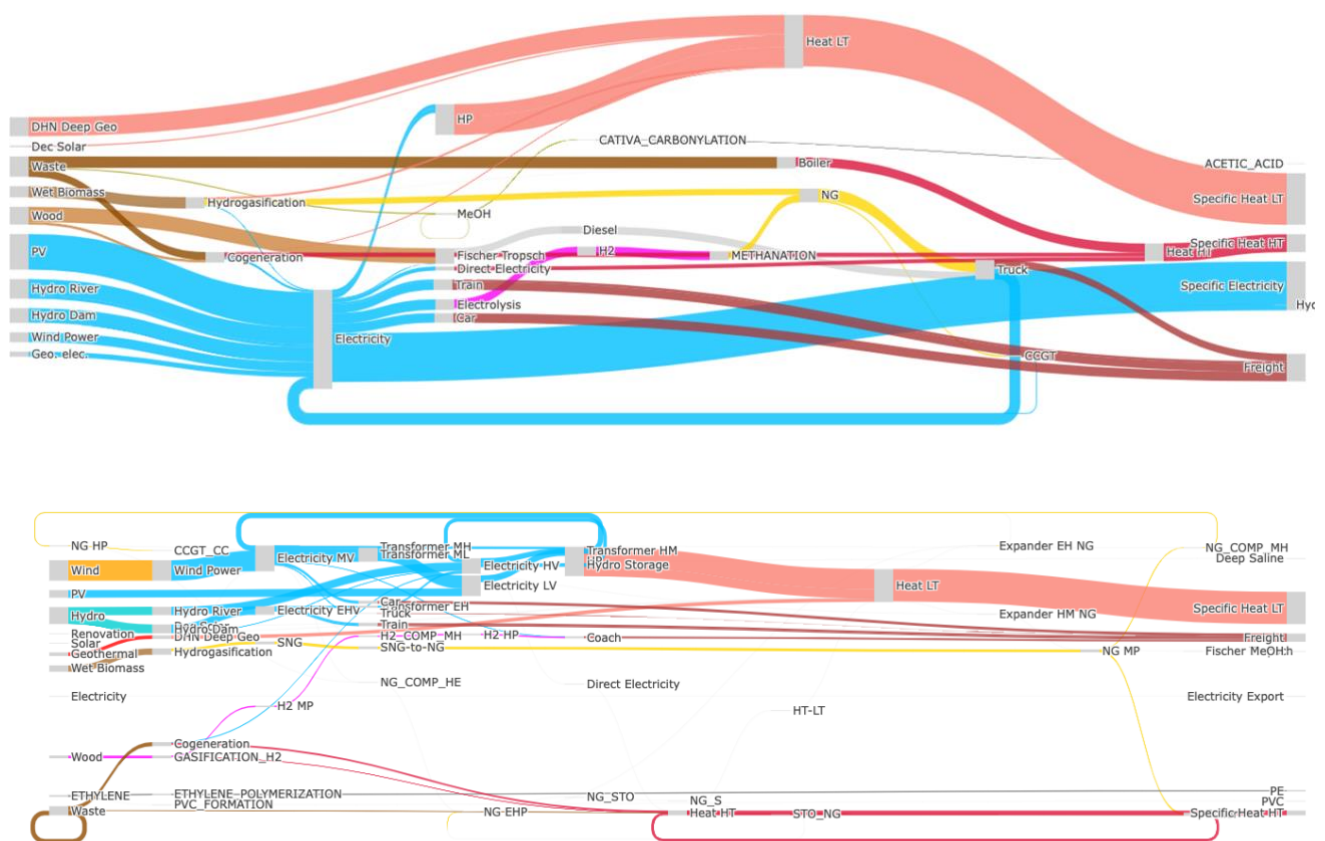 Heat LT
DHN Deep Geo
HP
CATIVA_CARBONYLATION
Dec Solar
Boiler
ACETIC_ACID
Waste
Wet Biomass
NG
Specific Heat LT
Hydrogasification
MeOH
Wood
Diesel
Specific Heat HT
PV
H2
Heat HT
Cogeneration
Fischer Tropsch
METHANATION
Direct Electricity
Truck
Train
Specific Electricity
Hydro River
Electrolysis
Hyd
Hydro Dam
Car
Wind Power
Electricity
Geo. elec.
CCGT
Freight
NG HP
CCGT_CC
Transformer MH
Transformer ML
Transformer HM
Expander EH NG
NG_COMP_MH
Deep Saline
Electricity MV
Wind
Wind Power
Electricity HV
Hydro Storage
Electricity LV
Heat LT
PV
Specific Heat LT
Hydro
Hydro River
Electricity EHV
Car
Transformer EH
Truck
Expander HM NG
Hydro Dam
Train
Renovation
DHN Deep Geo
H2_COMP_MH
H2 HP
Coach
Freight
Solar
SNG
SNG-to-NG
Geothermal
Hydrogasification
NG MP
Wet Biomass
NG_COMP_HE
Direct Electricity
Electricity
Electricity Export
H2 MP
HT-LT
Cogeneration
Wood
GASIFICATION_H2
ETHYLENE
ETHYLENE_POLYMERIZATION
PE
PVC_FORMATION
NG_STO
NG_S
PVC
Waste
NG EHP
Heat HT
STO_NG
Specific Heat HT